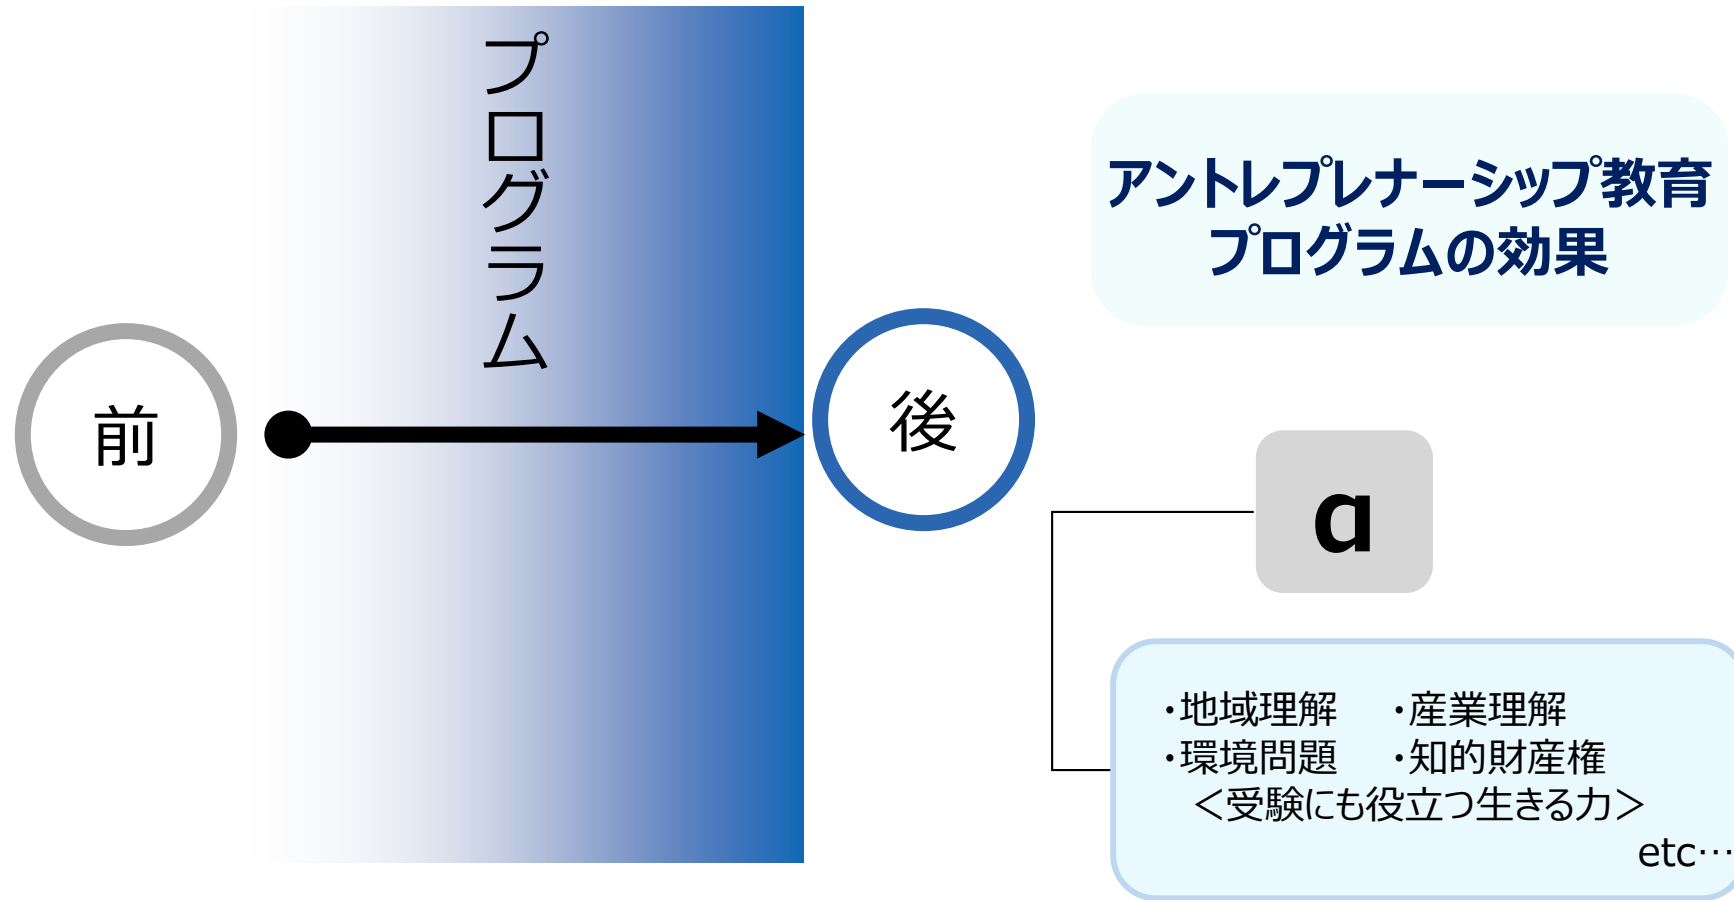 プログラム
前
後
アントレプレナーシップ教育
プログラムの効果
α
・地域理解　・産業理解
・環境問題　・知的財産権
＜受験にも役立つ生きる力＞
etc…